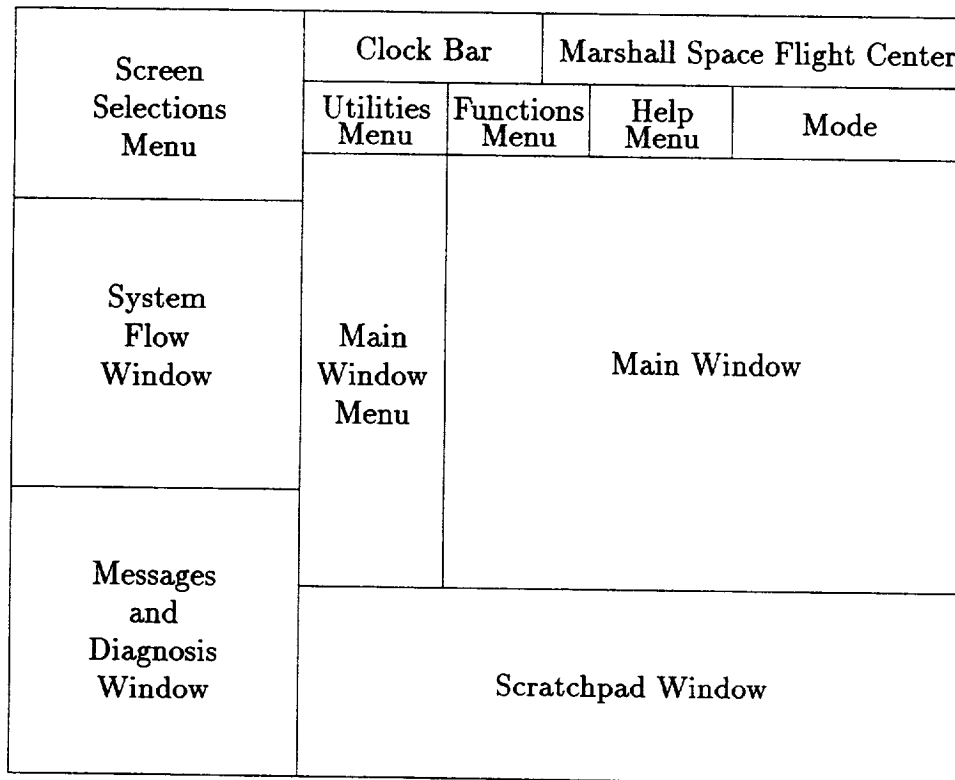 Screen
Selections
Menu
Clock Bar
Marshall Space Flight Center
Utilities
Menu
Functions
Menu
Help
Menu
Mode
System
Flow
Window
Main
Window
Menu
Main Window
Messages
and
Diagnosis
Window
Scratchpad Window